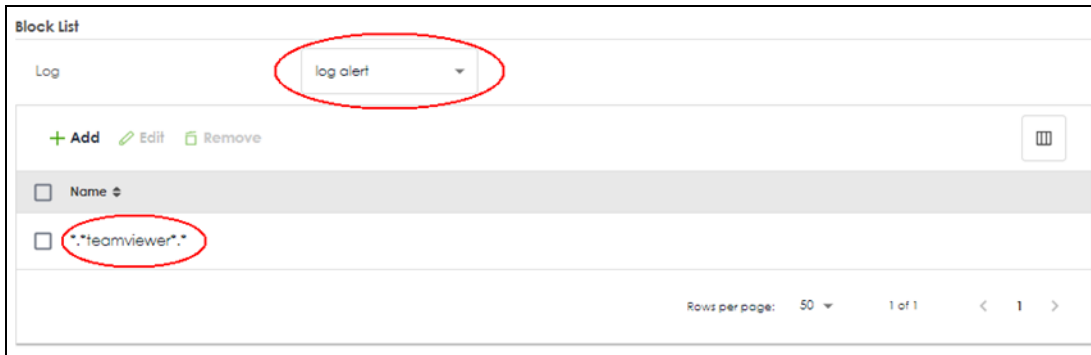 Block List
Log log alert
Add Edit Remove
Name
*.*teamviewer*.*
Rows per page: 50 1 of 1 < 1 >